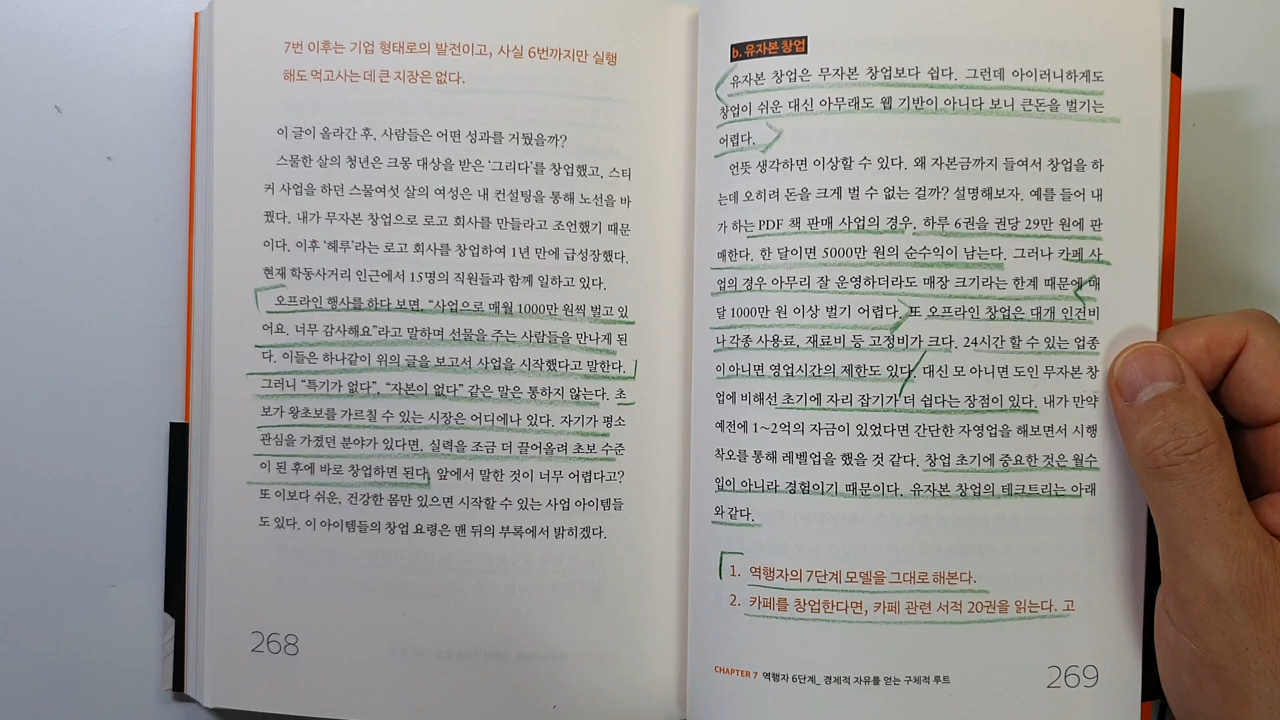 7번 이후는 기업 형태로의 발전이고, 사실 6번까지만 실행
해도 먹고사는 데 큰 지장은 없다.
이 글이 올라간 후, 사람들은 어떤 성과를 거뒀을까?
스물한 살의 청년은 크몽 대상을 받은 ‘그리다’를 창업했고, 스티
커 사업을 하던 스물여섯 살의 여성은 내 컨설팅을 통해 노선을 바
꿨다. 내가 무자본 창업으로 로고 회사를 만들라고 조언했기 때문
이다. 이후 ‘헤루’라는 로고 회사를 창업하여 1년 만에 급성장했다.
현재 학동사거리 인근에서 15명의 직원들과 함께 일하고 있다.
오프라인 행사를 하다 보면, “사업으로 매월 1000만 원씩 벌고 있
어요. 너무 감사해요”라고 말하며 선물을 주는 사람들을 만나게 된
다. 이들은 하나같이 위의 글을 보고서 사업을 시작했다고 말한다.
그러니 “특기가 없다”, “자본이 없다” 같은 말은 통하지 않는다. 초
보가 왕초보를 가르칠 수 있는 시장은 어디에나 있다. 자기가 평소
관심을 가졌던 분야가 있다면, 실력을 조금 더 끌어올려 초보 수준
이 된 후에 바로 창업하면 된다. 앞에서 말한 것이 너무 어렵다고?
또 이보다 쉬운, 건강한 몸만 있으면 시작할 수 있는 사업 아이템들
도 있다. 이 아이템들의 창업 요령은 맨 뒤의 부록에서 밝히겠다.
268
b. 유자본 창업
유자본 창업은 무자본 창업보다 쉽다. 그런데 아이러니하게도
창업이 쉬운 대신 아무래도 웹 기반이 아니다 보니 큰돈을 벌기는
어렵다.
언뜻 생각하면 이상할 수 있다. 왜 자본금까지 들여서 창업을 하
는데 오히려 돈을 크게 벌 수 없는 걸까? 설명해보자. 예를 들어 내
가 하는 PDF 책 판매 사업의 경우, 하루 6권을 권당 29만 원에 판
매한다. 한 달이면 5000만 원의 순수익이 남는다. 그러나 카페 사
업의 경우 아무리 잘 운영하더라도 매장 크기라는 한계 때문에 매
달 1000만 원 이상 벌기 어렵다. 또 오프라인 창업은 대개 인건비
나 각종 사용료, 재료비 등 고정비가 크다. 24시간 할 수 있는 업종
이 아니면 영업시간의 제한도 있다. 대신 모 아니면 도인 무자본 창
업에 비해선 초기에 자리 잡기가 더 쉽다는 장점이 있다. 내가 만약
예전에 1~2억의 자금이 있었다면 간단한 자영업을 해보면서 시행
착오를 통해 레벨업을 했을 것 같다. 창업 초기에 중요한 것은 월수
입이 아니라 경험이기 때문이다. 유자본 창업의 테크트리는 아래
와 같다.
1. 역행자의 7단계 모델을 그대로 해본다.
2. 카페를 창업한다면, 카페 관련 서적 20권을 읽는다. 고
CHAPTER 7 역행자 6단계_ 경제적 자유를 얻는 구체적 루트
269